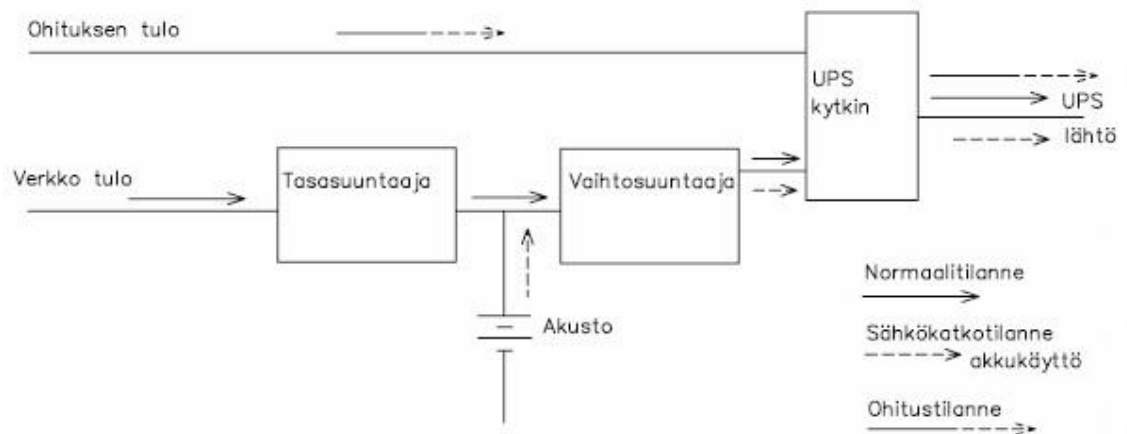 Ohituksen tulo
UPS
kytkin
UPS
lähtö
Verkko tulo
Tasasuuntaaja
Vaihtosuuntaaja
Akusto
Normaalitilanne
Sähkökatkotilanne
akkukäyttö
Ohitustilanne